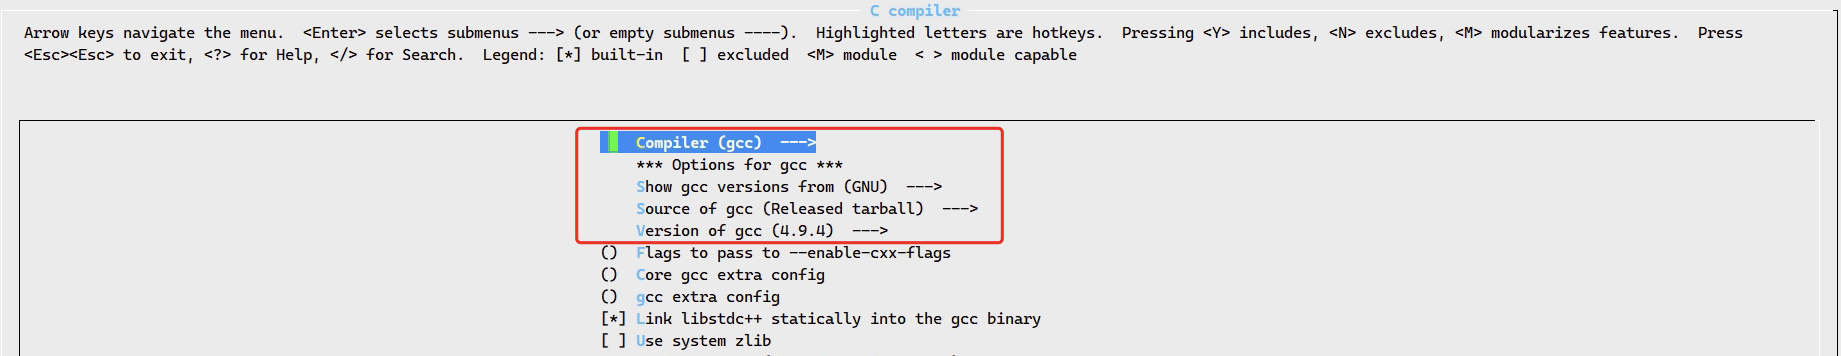 C compiler
Arrow keys navigate the menu.  <Enter> selects submenus ---> (or empty submenus ----).  Highlighted letters are hotkeys.  Pressing <Y> includes, <N> excludes, <M> modularizes features.  Press
<Esc><Esc> to exit, <?> for Help, </> for Search.  Legend: [*] built-in  [ ] excluded  <M> module  < > module capable
Compiler (gcc)  --->
*** Options for gcc ***
Show gcc versions from (GNU)  --->
Source of gcc (Released tarball)  --->
Version of gcc (4.9.4)  --->
()  Flags to pass to --enable-cxx-flags
()  Core gcc extra config
()  gcc extra config
[*] Link libstdc++ statically into the gcc binary
[ ] Use system zlib